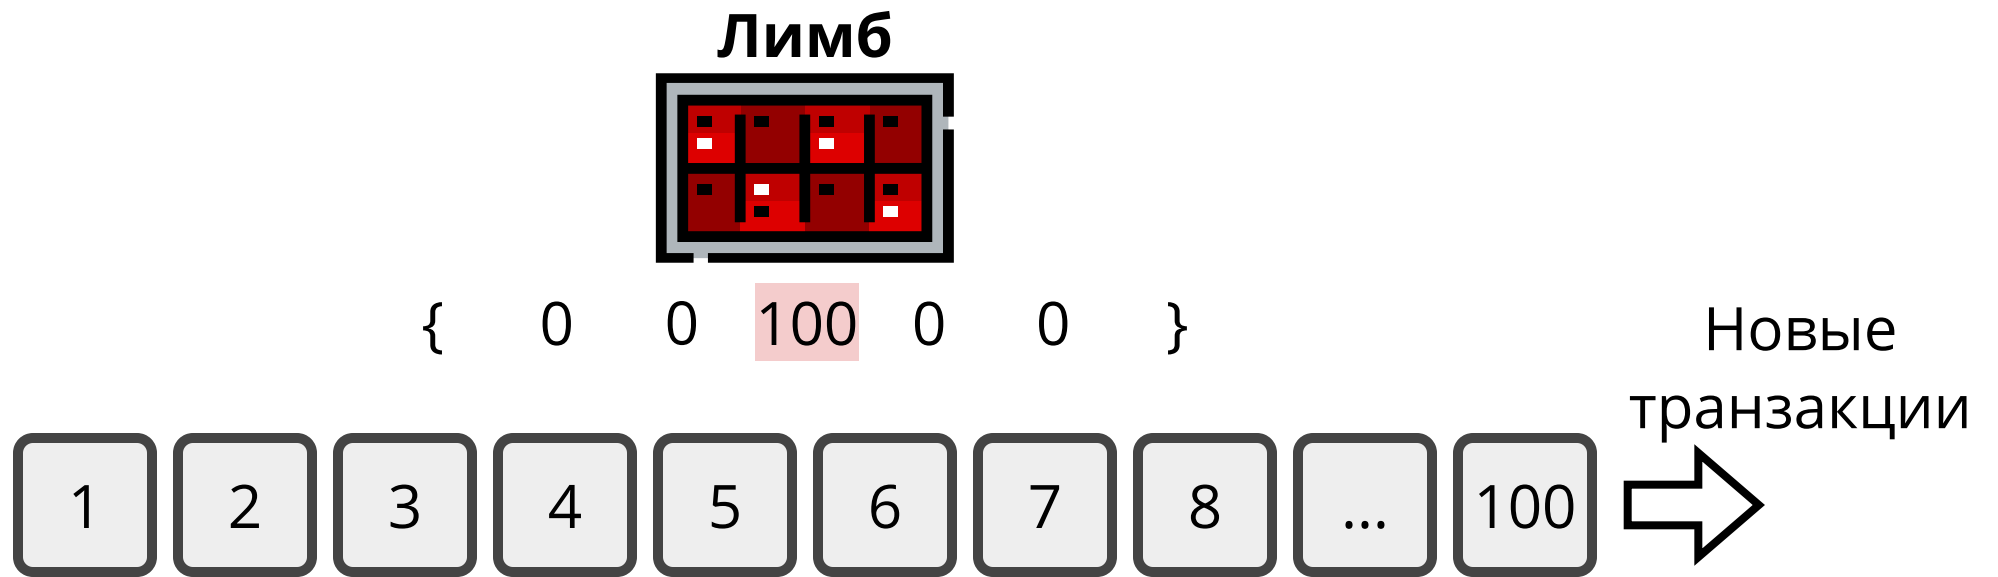 Лимб
{ 0 0 100 0 0 }
Новые
транзакции
1 2 3 4 5 6 7 8 ... 100